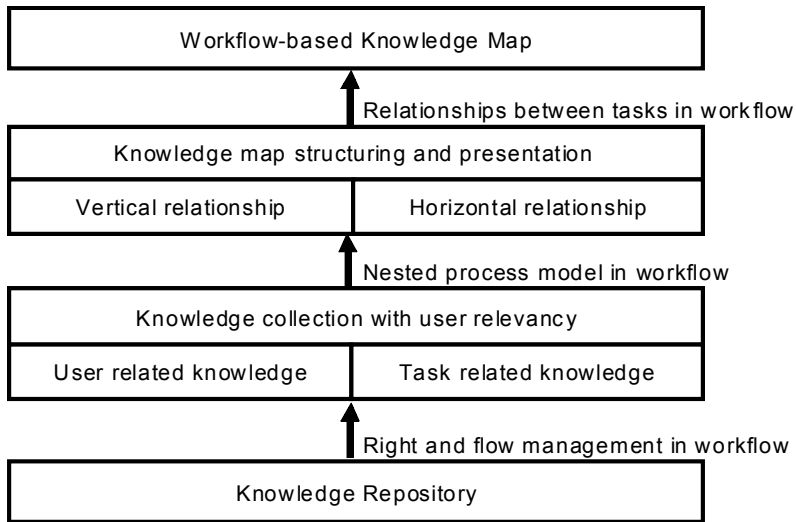 Workflow-based Knowledge Map
Relationships between tasks in workflow
Knowledge map structuring and presentation
Vertical relationship
Horizontal relationship
Nested process model in workflow
Knowledge collection with user relevancy
User related knowledge
Task related knowledge
Right and flow management in workflow
Knowledge Repository